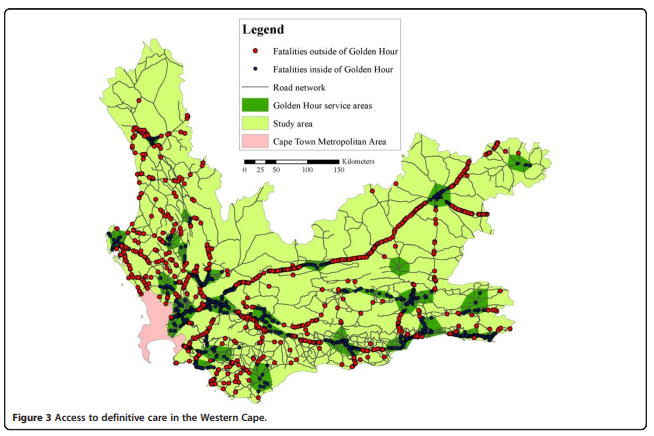 Legend
Fatalities outside of Golden Hour
Fatalities inside of Golden Hour
Road network
Golden Hour service areas
Study area
Cape Town Metropolitan Area
Kilometers
0 25 50 100 150
Figure 3 Access to definitive care in the Western Cape.